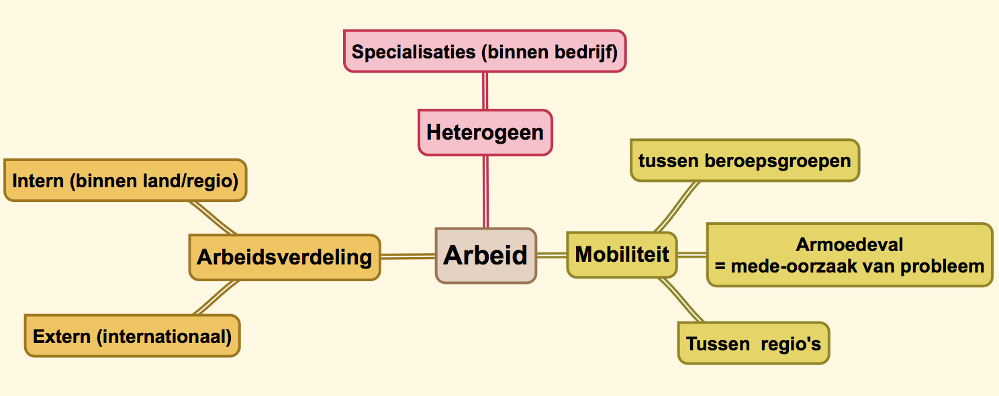 Specialisaties (binnen bedrijf)
Heterogeen
tussen beroepsgroepen
Intern (binnen land/regio)
Arbeidsverdeling
Arbeid
Mobiliteit
Armoedeval
= mede-oorzaak van probleem
Extern (internationaal)
Tussen  regio's